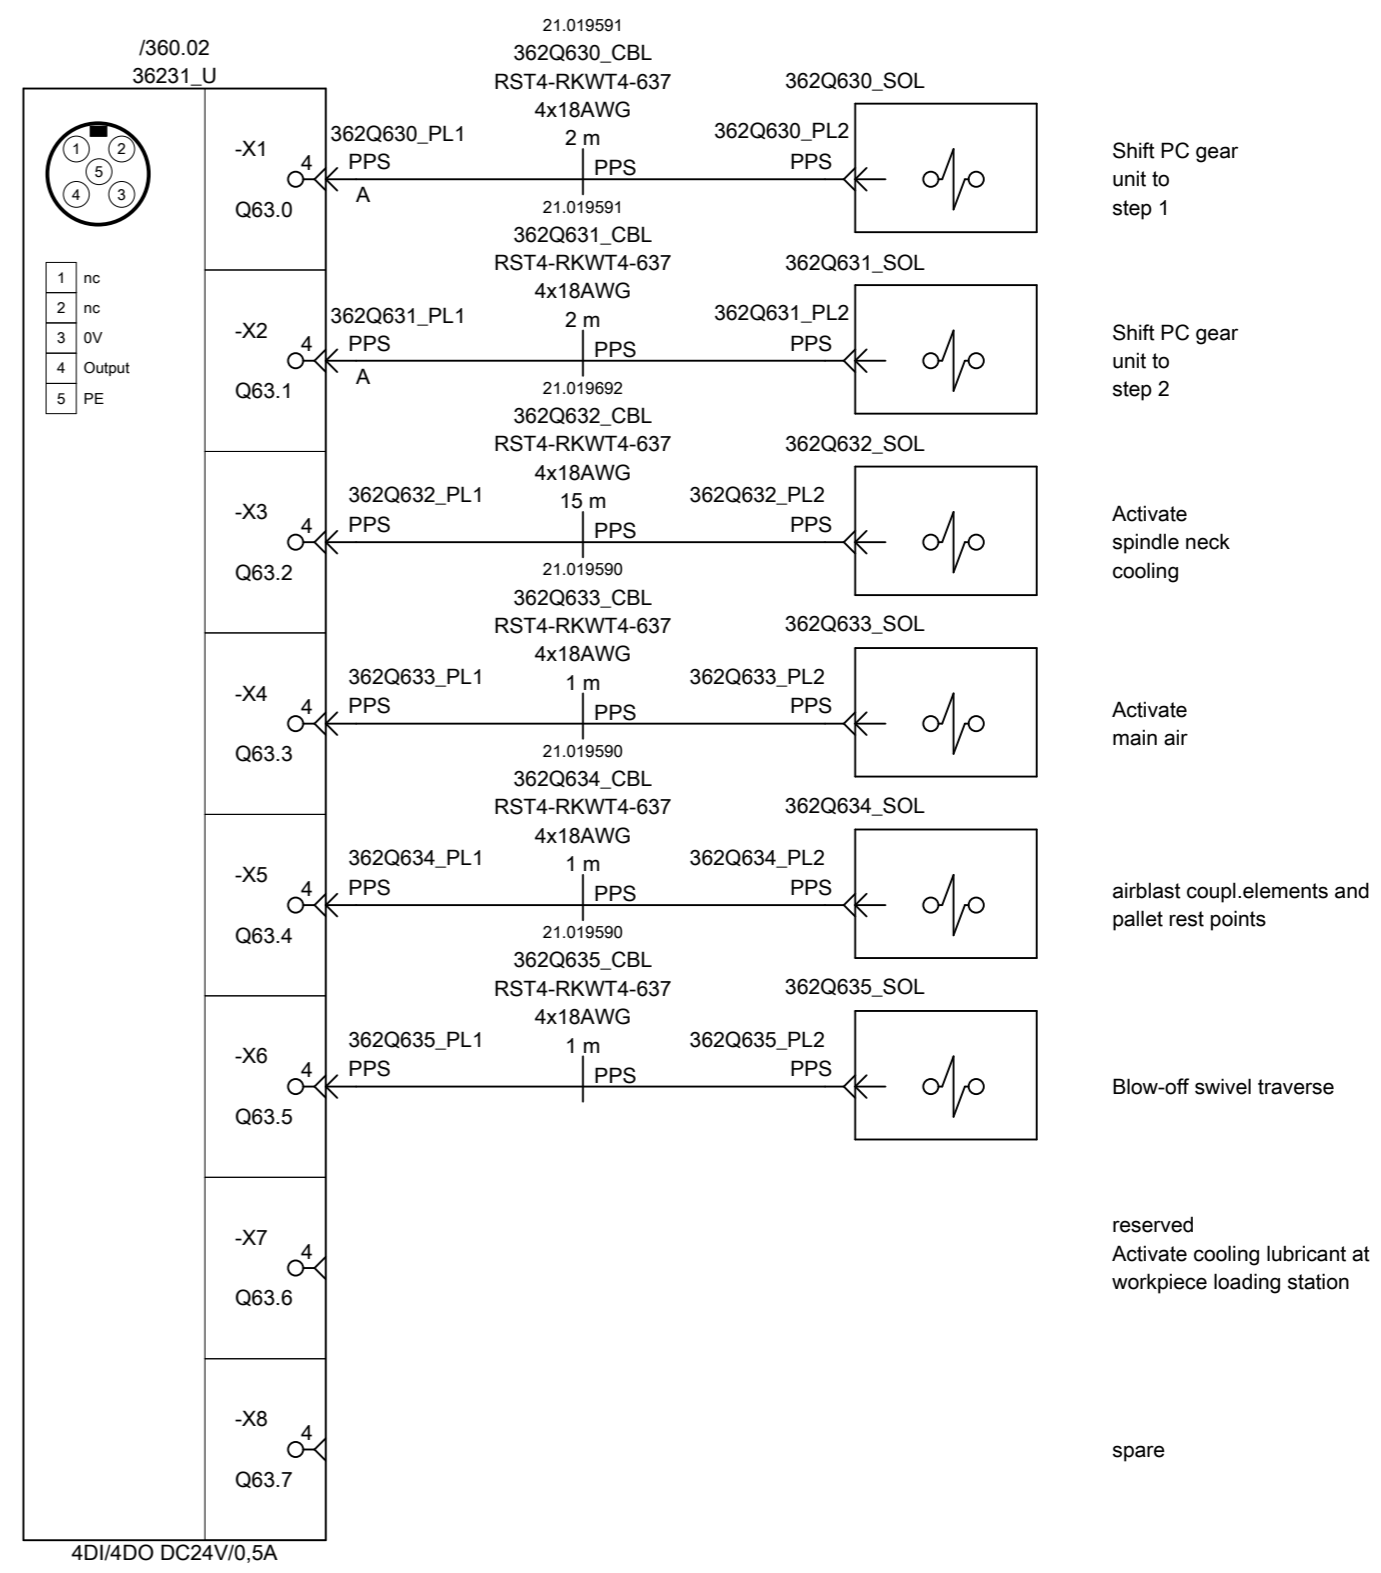 /360.02
36231_U
1
2
5
4
3
1 nc
2 nc
3 0V
4 Output
5 PE
-X1
4
Q63.0
362Q630_PL1
PPS
A
21.019591
362Q630_CBL
RST4-RKWT4-637
4x18AWG
2 m
PPS
362Q630_PL2
PPS
362Q630_SOL
Shift PC gear
unit to
step 1
-X2
4
Q63.1
362Q631_PL1
PPS
A
21.019591
362Q631_CBL
RST4-RKWT4-637
4x18AWG
2 m
PPS
362Q631_PL2
PPS
362Q631_SOL
Shift PC gear
unit to
step 2
-X3
4
Q63.2
362Q632_PL1
PPS
21.019692
362Q632_CBL
RST4-RKWT4-637
4x18AWG
15 m
PPS
362Q632_PL2
PPS
362Q632_SOL
Activate
spindle neck
cooling
-X4
4
Q63.3
362Q633_PL1
PPS
21.019590
362Q633_CBL
RST4-RKWT4-637
4x18AWG
1 m
PPS
362Q633_PL2
PPS
362Q633_SOL
Activate
main air
-X5
4
Q63.4
362Q634_PL1
PPS
21.019590
362Q634_CBL
RST4-RKWT4-637
4x18AWG
1 m
PPS
362Q634_PL2
PPS
362Q634_SOL
airblast coupl.elements and
pallet rest points
-X6
4
Q63.5
362Q635_PL1
PPS
21.019590
362Q635_CBL
RST4-RKWT4-637
4x18AWG
1 m
PPS
362Q635_PL2
PPS
362Q635_SOL
Blow-off swivel traverse
-X7
4
Q63.6
reserved
Activate cooling lubricant at
workpiece loading station
-X8
4
Q63.7
spare
4DI/4DO DC24V/0,5A